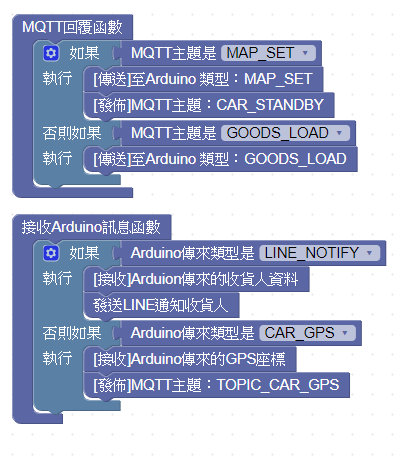 MQTT回覆函數
如果 MQTT主題是 MAP_SET
執行 [傳送]至Arduino 類型：MAP_SET
[發佈]MQTT主題：CAR_STANDBY
否則如果 MQTT主題是 GOODS_LOAD
執行 [傳送]至Arduino 類型：GOODS_LOAD
接收Arduino訊息函數
如果 Arduino傳來類型是 LINE_NOTIFY
執行 [接收]Arduion傳來的收貨人資料
發送LINE通知收貨人
否則如果 Arduino傳來類型是 CAR_GPS
執行 [接收]Arduion傳來的GPS座標
[發佈]MQTT主題：TOPIC_CAR_GPS